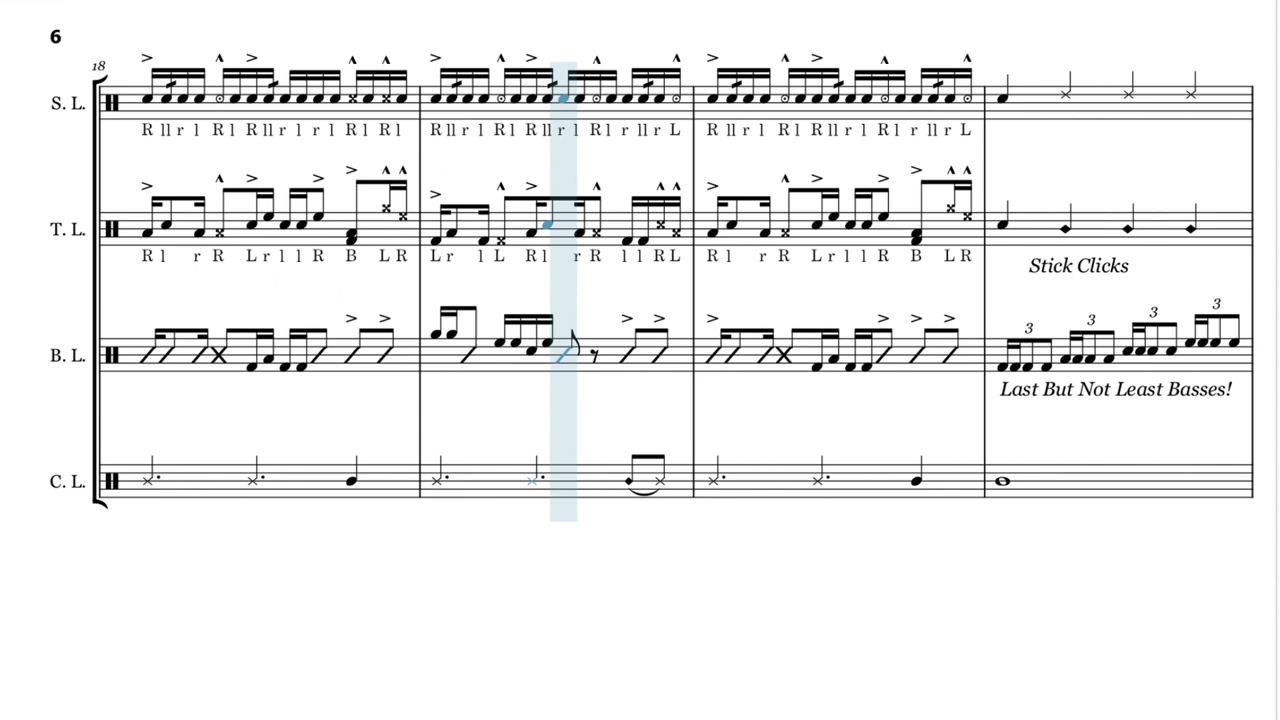 6
18
S. L.
R ll r l R l R ll r l r l R l R l R ll r l R l R ll r l R l r ll r L R ll r l R l R ll r l R l r ll r L
T. L.
R l r R L r l l R B L R L r l L R l r R l l R L R l r R L r l l R B L R
Stick Clicks
B. L.
3 3 3 3
Last But Not Least Basses!
C. L.